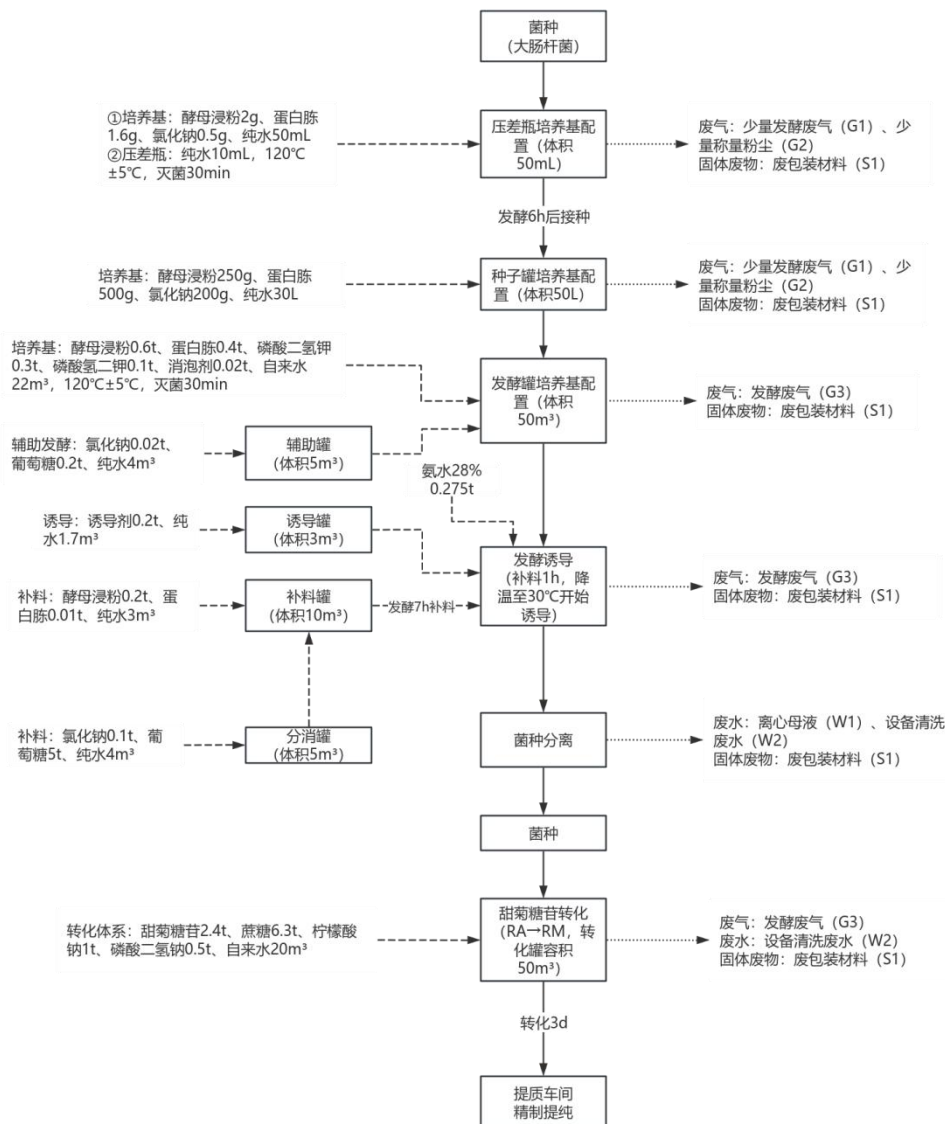 菌种
（大肠杆菌）
①培养基：酵母浸粉2g、蛋白胨
1.6g、氯化钠0.5g、纯水50mL
②压差瓶：纯水10mL，120℃
±5℃，灭菌30min
压差瓶培养基配
置（体积
50mL）
废气：少量发酵废气（G1）、少
量称量粉尘（G2）
固体废物：废包装材料（S1）
发酵6h后接种
培养基：酵母浸粉250g、蛋白胨
500g、氯化钠200g、纯水30L
种子罐培养基配
置（体积50L）
废气：少量发酵废气（G1）、少
量称量粉尘（G2）
固体废物：废包装材料（S1）
培养基：酵母浸粉0.6t、蛋白胨0.4t、磷酸二氢钾
0.3t、磷酸氢二钾0.1t、消泡剂0.02t、自来水
22m³，120℃±5℃，灭菌30min
发酵罐培养基配
置（体积
50m³）
废气：发酵废气（G3）
固体废物：废包装材料（S1）
辅助发酵：氯化钠0.02t、
葡萄糖0.2t、纯水4m³
辅助罐
（体积5m³）
氨水28%
0.275t
诱导：诱导剂0.2t、纯
水1.7m³
诱导罐
（体积3m³）
发酵诱导
（补料1h，降
温至30℃开始
诱导）
废气：发酵废气（G3）
固体废物：废包装材料（S1）
补料：酵母浸粉0.2t、蛋
白胨0.01t、纯水3m³
补料罐
（体积10m³）
发酵7h补料
补料：氯化钠0.1t、葡
萄糖5t、纯水4m³
分消罐
（体积5m³）
菌种分离
废水：离心母液（W1）、设备清洗
废水（W2）
固体废物：废包装材料（S1）
菌种
转化体系：甜菊糖苷2.4t、蔗糖6.3t、柠檬酸
钠1t、磷酸二氢钠0.5t、自来水20m³
甜菊糖苷转化
（RA→RM，转
化罐容积
50m³）
废气：发酵废气（G3）
废水：设备清洗废水（W2）
固体废物：废包装材料（S1）
转化3d
提质车间
精制提纯